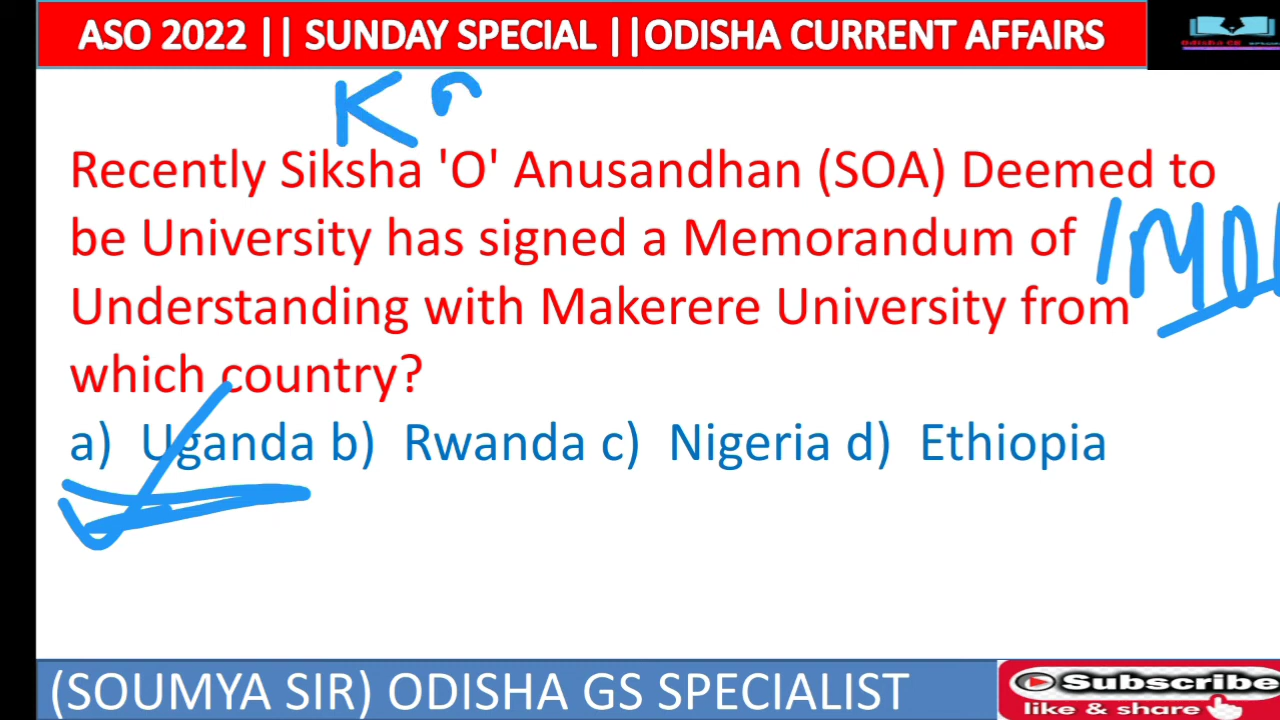 ASO 2022 || SUNDAY SPECIAL ||ODISHA CURRENT AFFAIRS
K
Recently Siksha 'O' Anusandhan (SOA) Deemed to
be University has signed a Memorandum of
Understanding with Makerere University from
which country?
a) Uganda b) Rwanda c) Nigeria d) Ethiopia
(SOUMYA SIR) ODISHA GS SPECIALIST
Subscribe
like & share